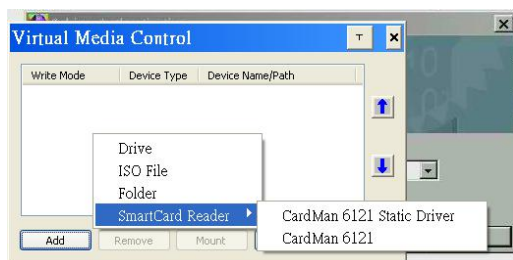 Virtual Media Control
Write Mode Device Type Device Name/Path
Drive
ISO File
Folder
SmartCard Reader
CardMan 6121 Static Driver
CardMan 6121
Add Remove Mount